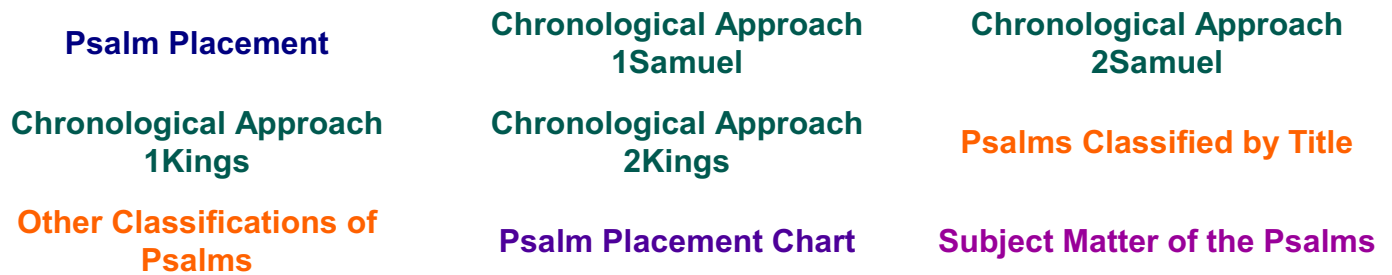 Psalm Placement
Chronological Approach
1Samuel
Chronological Approach
2Samuel
Chronological Approach
1Kings
Chronological Approach
2Kings
Psalms Classified by Title
Other Classifications of
Psalms
Psalm Placement Chart
Subject Matter of the Psalms